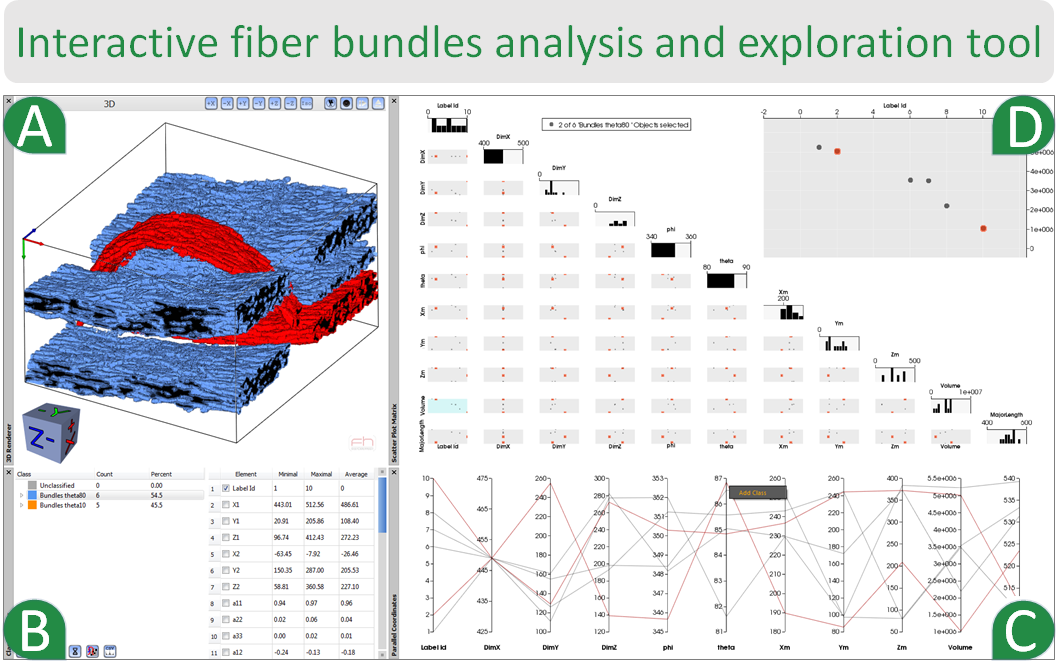 Interactive fiber bundles analysis and exploration tool
A
3D
+X -X +Y -Y +Z -Z
3D Renderer
Y -
X +
Z -
D
Label Id
-2 0 2 4 6 8 10
4e+006
3e+006
2e+006
1e+006
0
2 of 6 "Bundles theta80 "Objects selected
Scatter Plot Matrix
Label Id
0 10
DimX
400 500
DimY
0
DimZ
0
phi
340 360
theta
80 90
Xm
200
Ym
0
Zm
0 500
Volume
0 1e+007
MajorLength
400 600
DimX
DimY
DimZ
phi
theta
Xm
Ym
Zm
Volume
MajorLength
Label Id DimX DimY DimZ phi theta Xm Ym Zm Volume
B
Class Count Percent
Unclassified 0 0.00
Bundles theta80 6 54.5
Bundles theta10 5 45.5
Element Minimal Maximal Average
1 Label Id 1 10 0
2 X1 443.01 512.56 486.61
3 Y1 20.91 205.86 108.40
4 Z1 96.74 412.43 272.23
5 X2 -63.45 -7.92 -26.46
6 Y2 150.35 287.00 205.53
7 Z2 58.81 360.58 227.10
8 a11 0.94 0.97 0.96
9 a22 0.02 0.06 0.04
10 a33 0.00 0.02 0.01
11 a12 -0.24 -0.13 -0.18
CSV
C
Parallel Coordinates
Add Class
10 9 8 7 6 5 4 3 2 1
475 465 455 445 435 425
260 240 220 200 180 160 140 120 100
300 280 260 240 220 200 180 160 140 120
353 352 351 350 349 348 347 346 345
87 86 85 84 83 82 81
240 230 220 210 200 190 180
260 240 220 200 180 160 140 120 100 80
400 350 300 250 200 150 100 50
5.5e+006 5e+006 4.5e+006 4e+006 3.5e+006 3e+006 2.5e+006 2e+006 1.5e+006 1e+006
540 535 530 525 520 515
Label Id DimX DimY DimZ phi theta Xm Ym Zm Volume